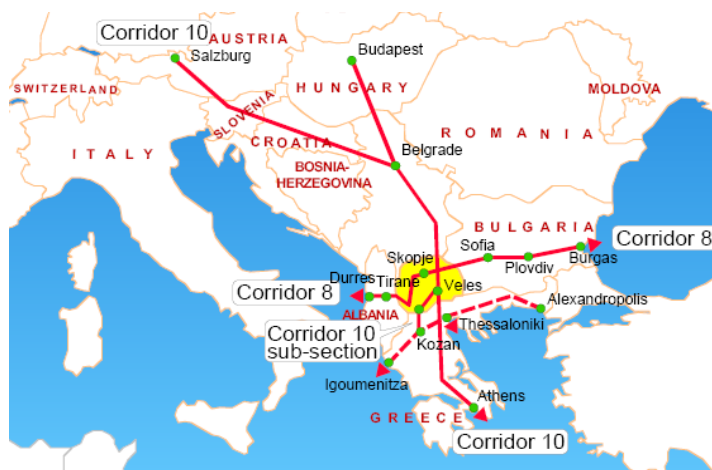 Corridor 10
AUSTRIA
Salzburg
Budapest
SWITZERLAND
HUNGARY
MOLDOVA
SLOVENIA
CROATIA
ROMANIA
ITALY
Belgrade
BOSNIA-
HERZEGOVINA
BULGARIA
Skopje
Sofia
Plovdiv
Burgas
Corridor 8
Durres
Tirane
Veles
Corridor 8
ALBANIA
Alexandropolis
Thessaloniki
Corridor 10
sub-section
Kozan
Igoumenitza
Athens
GREECE
Corridor 10